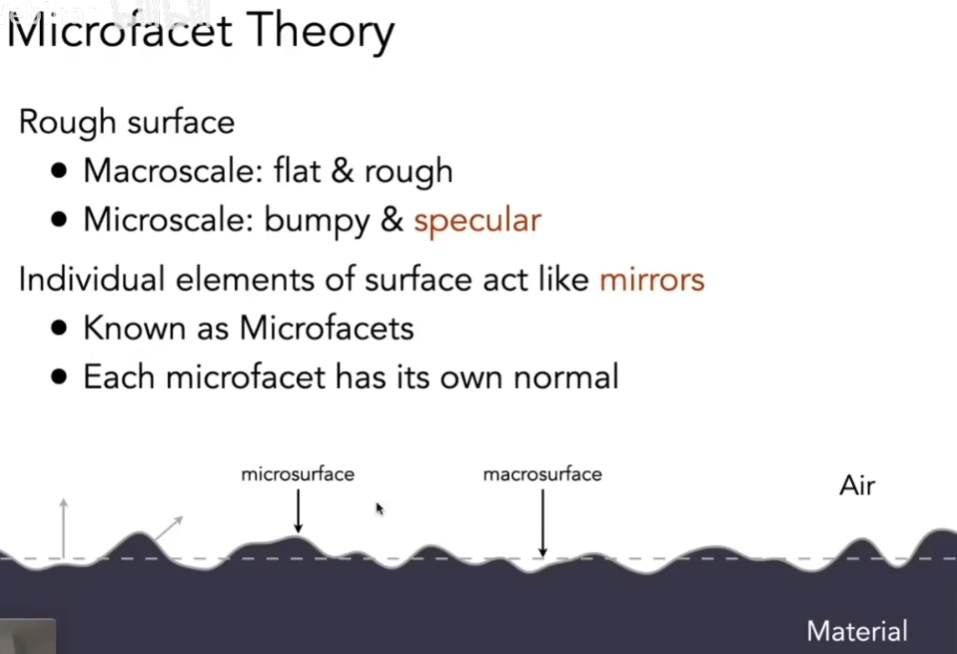 Microfacet Theory
Rough surface
● Macroscale: flat & rough
● Microscale: bumpy & specular
Individual elements of surface act like mirrors
● Known as Microfacets
● Each microfacet has its own normal
microsurface
macrosurface
Air
Material